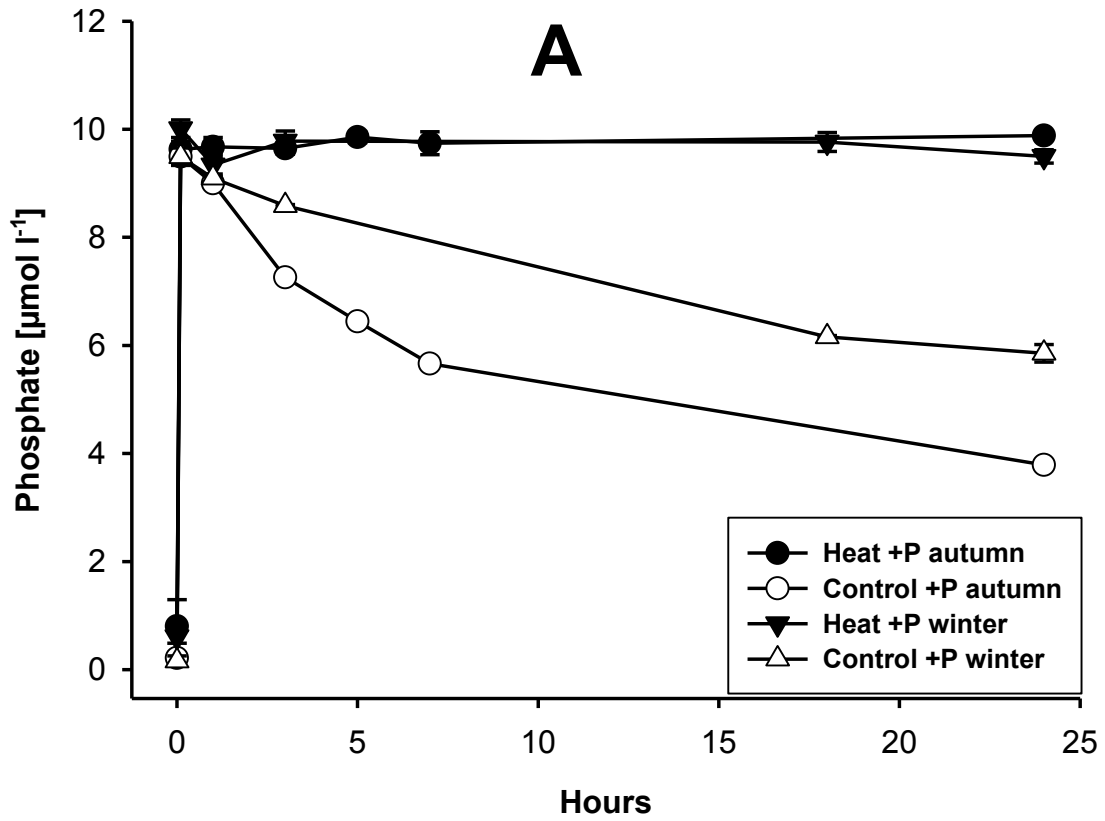 A
12
10
8
6
4
2
0
Phosphate [µmol l-1]
0 5 10 15 20 25
Hours
Heat +P autumn
Control +P autumn
Heat +P winter
Control +P winter